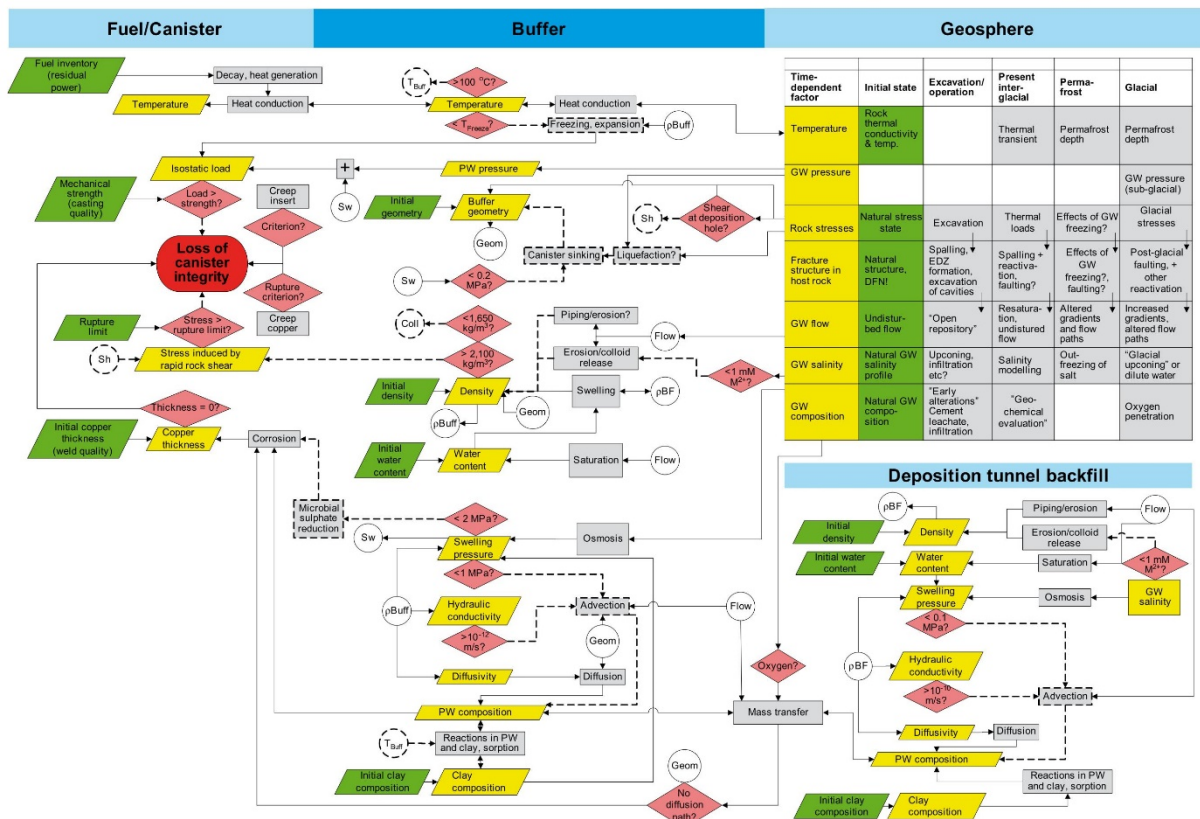 Fuel/Canister
Buffer
Geosphere
Fuel inventory
(residual
power)
Decay, heat generation
Temperature
Heat conduction
T_Buff
>100 °C?
Temperature
Heat conduction
< T_Freeze?
Freezing, expansion
ρBuff
Isostatic load
+
PW pressure
Sw
Mechanical
strength
(casting quality)
Load >
strength?
Creep
insert
Criterion?
Loss of
canister
integrity
Rupture
criterion?
Creep
copper
Rupture
limit
Stress >
rupture limit?
Sh
Stress induced by
rapid rock shear
Thickness = 0?
Initial copper
thickness
(weld quality)
Copper
thickness
Corrosion
Microbial
sulphate
reduction
Initial
geometry
Buffer
geometry
Geom
Sh
Shear
at deposition
hole?
Canister sinking
Liquefaction?
Sw
< 0.2
MPa?
Coll
<1,650
kg/m³?
Piping/erosion?
Flow
> 2,100
kg/m³?
Erosion/colloid
release
<1 mM
M²⁺?
Initial
density
Density
Swelling
ρBF
Geom
ρBuff
Initial
water
content
Water
content
Saturation
Flow
< 2 MPa?
Sw
Swelling
pressure
Osmosis
<1 MPa?
ρBuff
Hydraulic
conductivity
Advection
Flow
>10⁻¹²
m/s?
Geom
Diffusivity
Diffusion
Oxygen?
PW composition
Mass transfer
T_Buff
Reactions in PW
and clay, sorption
Initial clay
composition
Clay
composition
Geom
No
diffusion
path?
Time-
dependent
factor
Initial state
Excavation/
operation
Present
inter-
glacial
Perma-
frost
Glacial
Temperature
Rock
thermal
conductivity
& temp.
Thermal
transient
Permafrost
depth
Permafrost
depth
GW pressure
GW pressure
(sub-glacial)
Rock stresses
Natural stress
state
Excavation
Thermal
loads
Effects of GW
freezing?
Glacial
stresses
Fracture
structure in
host rock
Natural
structure,
DFN!
Spalling,
EDZ
formation,
excavation
of cavities
Spalling +
reactiva-
tion,
faulting?
Effects of
GW
freezing?,
faulting?
Post-glacial
faulting, +
other
reactivation
GW flow
Undistur-
bed flow
"Open
repository"
Resatura-
tion,
undistured
flow
Altered
gradients
and flow
paths
Increased
gradients,
altered flow
paths
GW salinity
Natural GW
salinity
profile
Upconing,
infiltration
etc?
Salinity
modelling
Out-
freezing of
salt
"Glacial
upconing" or
dilute water
GW
composition
Natural GW
compo-
sition
"Early
alterations"
Cement
leachate,
infiltration
"Geo-
chemical
evaluation"
Oxygen
penetration
Deposition tunnel backfill
ρBF
Piping/erosion
Flow
Initial
density
Density
Erosion/colloid
release
Initial water
content
Water
content
Saturation
<1 mM
M²⁺?
Swelling
pressure
Osmosis
GW
salinity
< 0.1
MPa?
ρBF
Hydraulic
conductivity
>10⁻¹⁰
m/s?
Advection
Diffusivity
Diffusion
PW composition
Reactions in PW
and clay, sorption
Initial clay
composition
Clay
composition